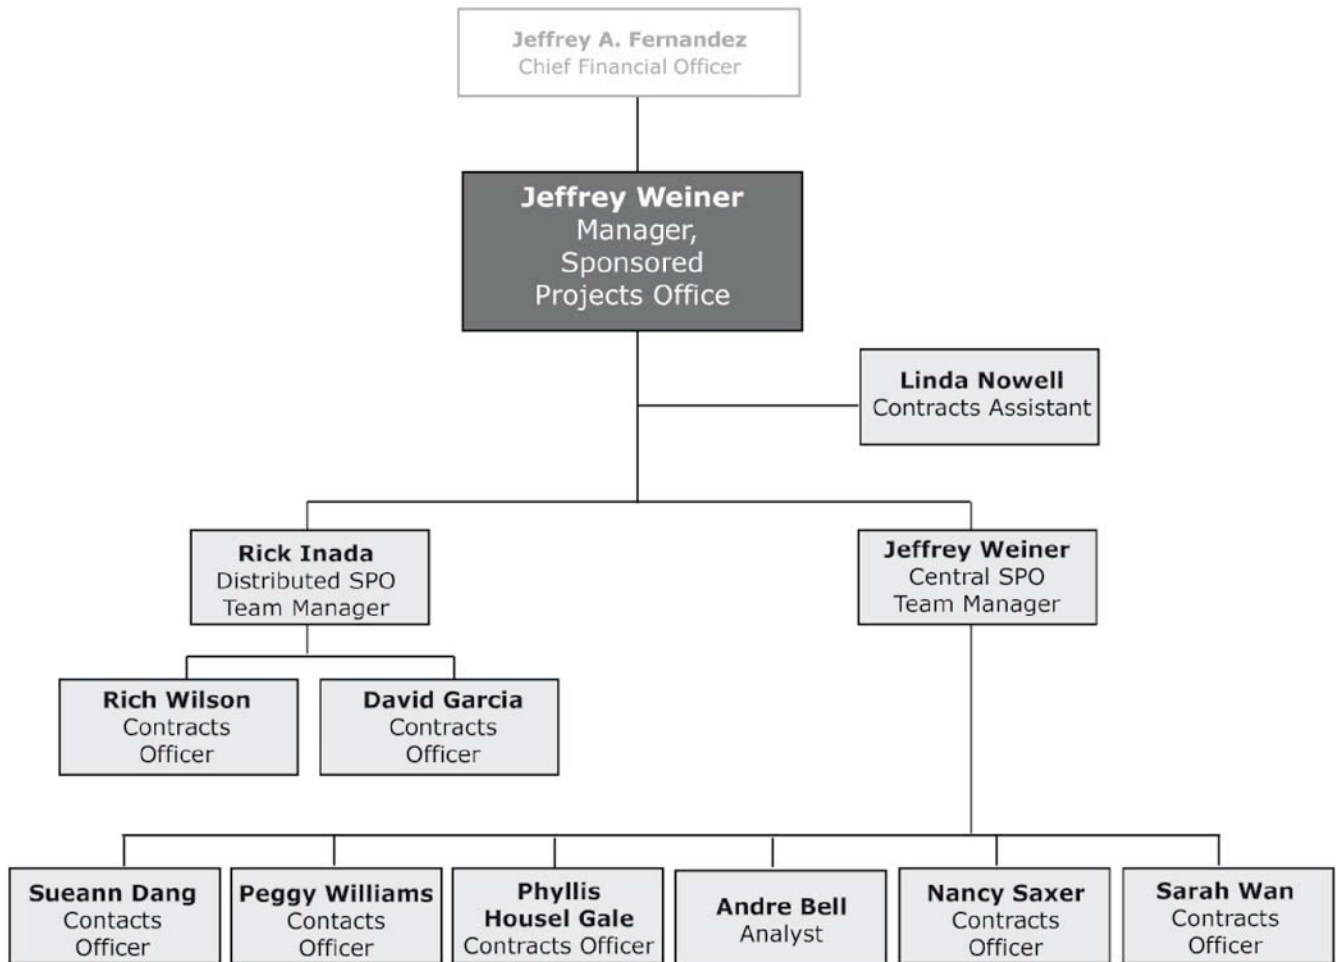 Jeffrey A. Fernandez
Chief Financial Officer
Jeffrey Weiner
Manager,
Sponsored
Projects Office
Linda Nowell
Contracts Assistant
Rick Inada
Distributed SPO
Team Manager
Jeffrey Weiner
Central SPO
Team Manager
Rich Wilson
Contracts
Officer
David Garcia
Contracts
Officer
Sueann Dang
Contacts
Officer
Peggy Williams
Contacts
Officer
Phyllis
Housel Gale
Contracts Officer
Andre Bell
Analyst
Nancy Saxer
Contracts
Officer
Sarah Wan
Contracts
Officer